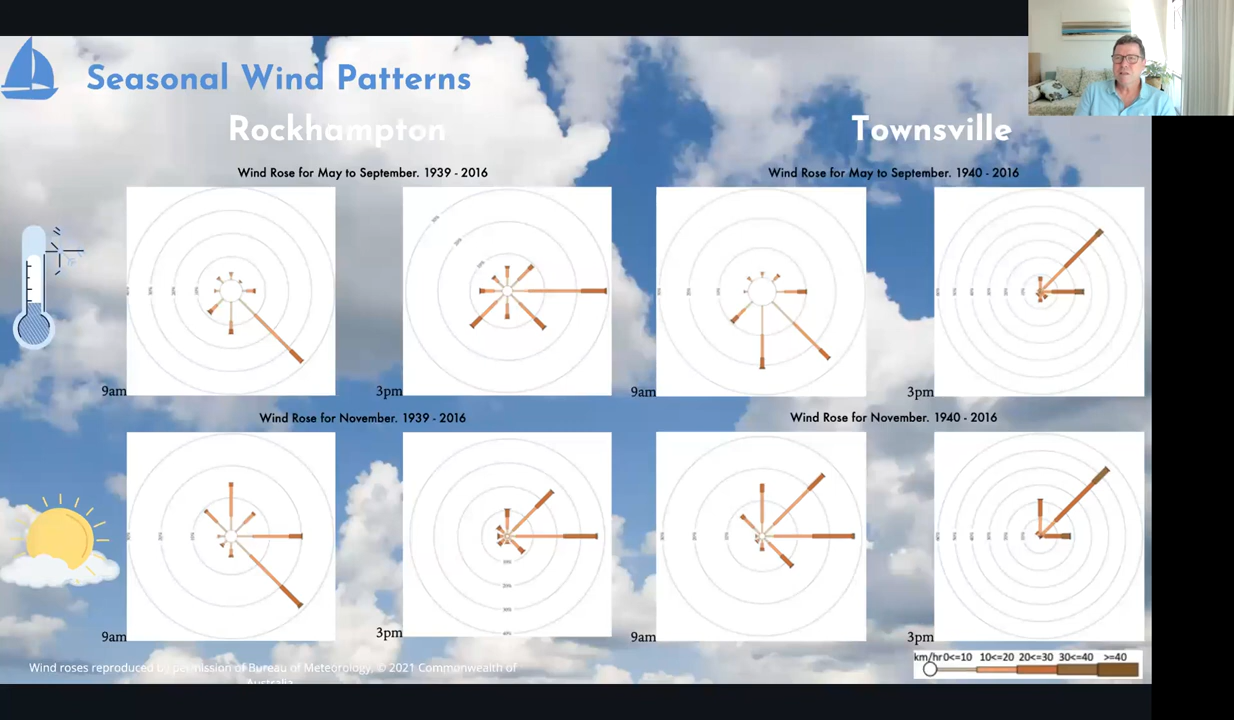 Seasonal Wind Patterns
Rockhampton
Townsville
Wind Rose for May to September. 1939 - 2016
Wind Rose for May to September. 1940 - 2016
9am
3pm
9am
3pm
Wind Rose for November. 1939 - 2016
Wind Rose for November. 1940 - 2016
9am
3pm
9am
3pm
Wind roses reproduced by permission of Bureau of Meteorology, © 2021 Commonwealth of
Australia
km/hr 0<=10 10<=20 20<=30 30<=40 >=40